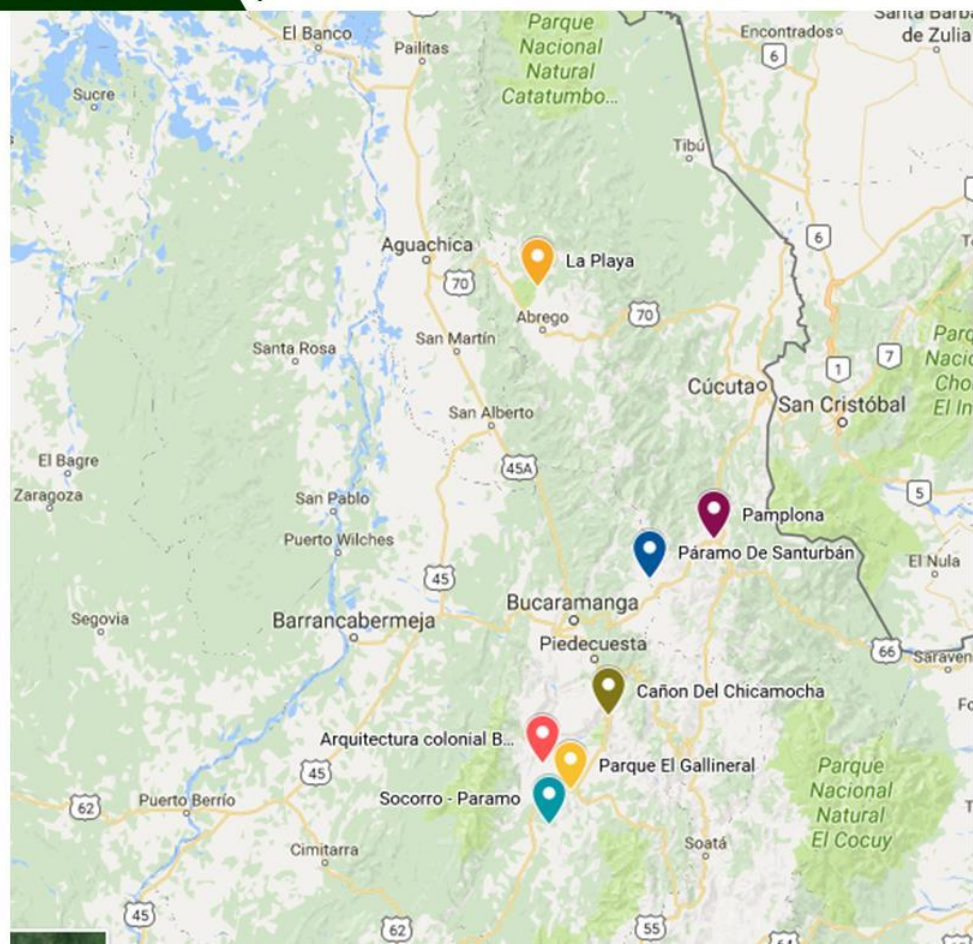 Santa Bárb
de Zulia
Parque
Nacional
Natural
Catatumbo...
El Banco
Pailitas
Encontrados
6
Sucre
Tibú
6
Aguachica
70
La Playa
Abrego
70
San Martín
Santa Rosa
1
7
Parq
Nacio
Cho
El In
Cúcuta
San Cristóbal
San Alberto
El Bagre
45A
Zaragoza
San Pablo
5
Pamplona
Puerto Wilches
Páramo De Santurbán
El Nula
45
Bucaramanga
Segovia
Barrancabermeja
Piedecuesta
66
Saraven
Cañon Del Chicamocha
Fo
Arquitectura colonial B...
Parque El Gallineral
45
Socorro - Paramo
Parque
Nacional
Natural
El Cocuy
62
Puerto Berrío
Cimitarra
Soatá
45
62
55
64